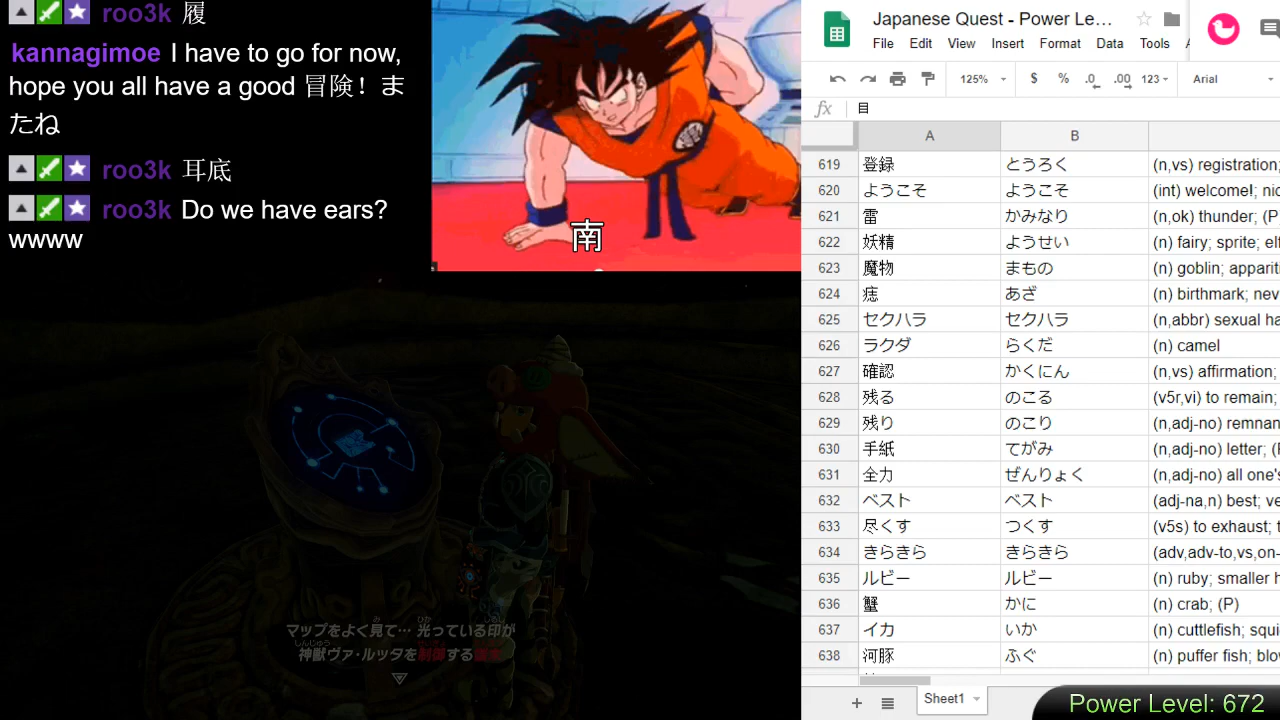 roo3k 履
kannagimoe I have to go for now,
hope you all have a good 冒険！ま
たね
roo3k 耳底
roo3k Do we have ears?
wwww
南
マップをよく見て… 光っている印が
神獣ヴァ・ルッタを制御する
Japanese Quest - Power Le...
File Edit View Insert Format Data Tools
125% $ % .0 .00 123 Arial
fx 目
A B
619 登録 とうろく (n,vs) registration;
620 ようこそ ようこそ (int) welcome!; nic
621 雷 かみなり (n,ok) thunder; (P
622 妖精 ようせい (n) fairy; sprite; el
623 魔物 まもの (n) goblin; apparit
624 痣 あざ (n) birthmark; nev
625 セクハラ セクハラ (n,abbr) sexual ha
626 ラクダ らくだ (n) camel
627 確認 かくにん (n,vs) affirmation;
628 残る のこる (v5r,vi) to remain;
629 残り のこり (n,adj-no) remnan
630 手紙 てがみ (n,adj-no) letter; (
631 全力 ぜんりょく (n,adj-no) all one's
632 ベスト ベスト (adj-na,n) best; ve
633 尽くす つくす (v5s) to exhaust; t
634 きらきら きらきら (adv,adv-to,vs,on-
635 ルビー ルビー (n) ruby; smaller h
636 蟹 かに (n) crab; (P)
637 イカ いか (n) cuttlefish; squi
638 河豚 ふぐ (n) puffer fish; blo
Sheet1
Power Level: 672